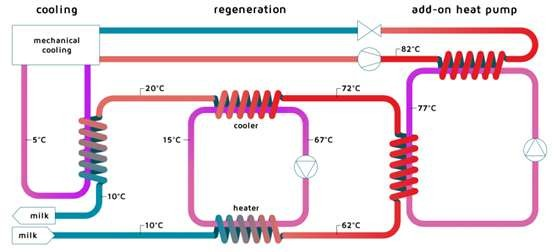 cooling
regeneration
add-on heat pump
mechanical
cooling
82°C
20°C
72°C
5°C
15°C
cooler
67°C
77°C
10°C
milk
heater
milk
10°C
62°C